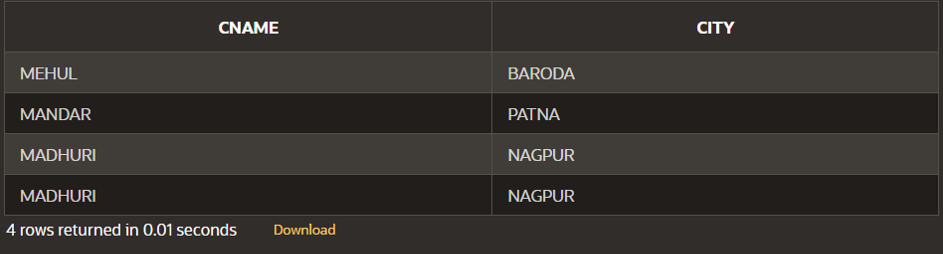 CNAME CITY
MEHUL BARODA
MANDAR PATNA
MADHURI NAGPUR
MADHURI NAGPUR
4 rows returned in 0.01 seconds Download